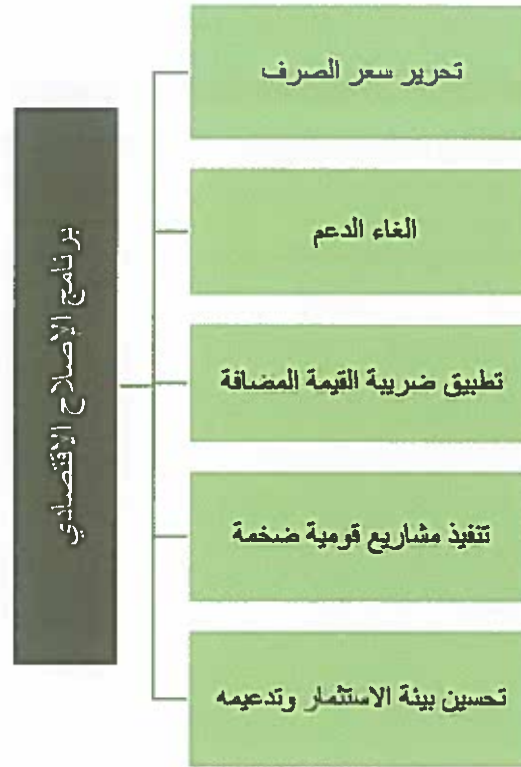 برنامج الإصلاح الاقتصادي
تحرير سعر الصرف
الغاء الدعم
تطبيق ضريبة القيمة المضافة
تنفيذ مشاريع قومية ضخمة
تحسين بيئة الاستثمار وتدعيمه